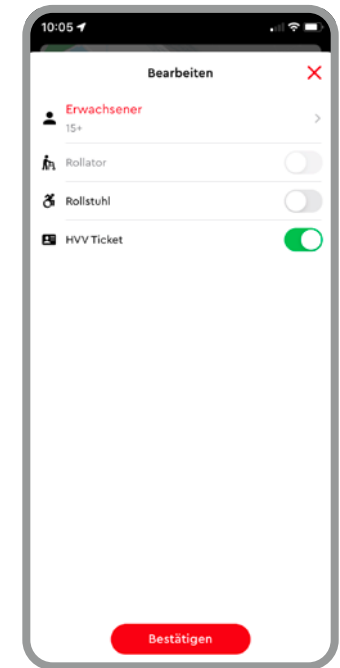 10:05
Bearbeiten
Erwachsener
15+
Rollator
Rollstuhl
HVV Ticket
Bestätigen